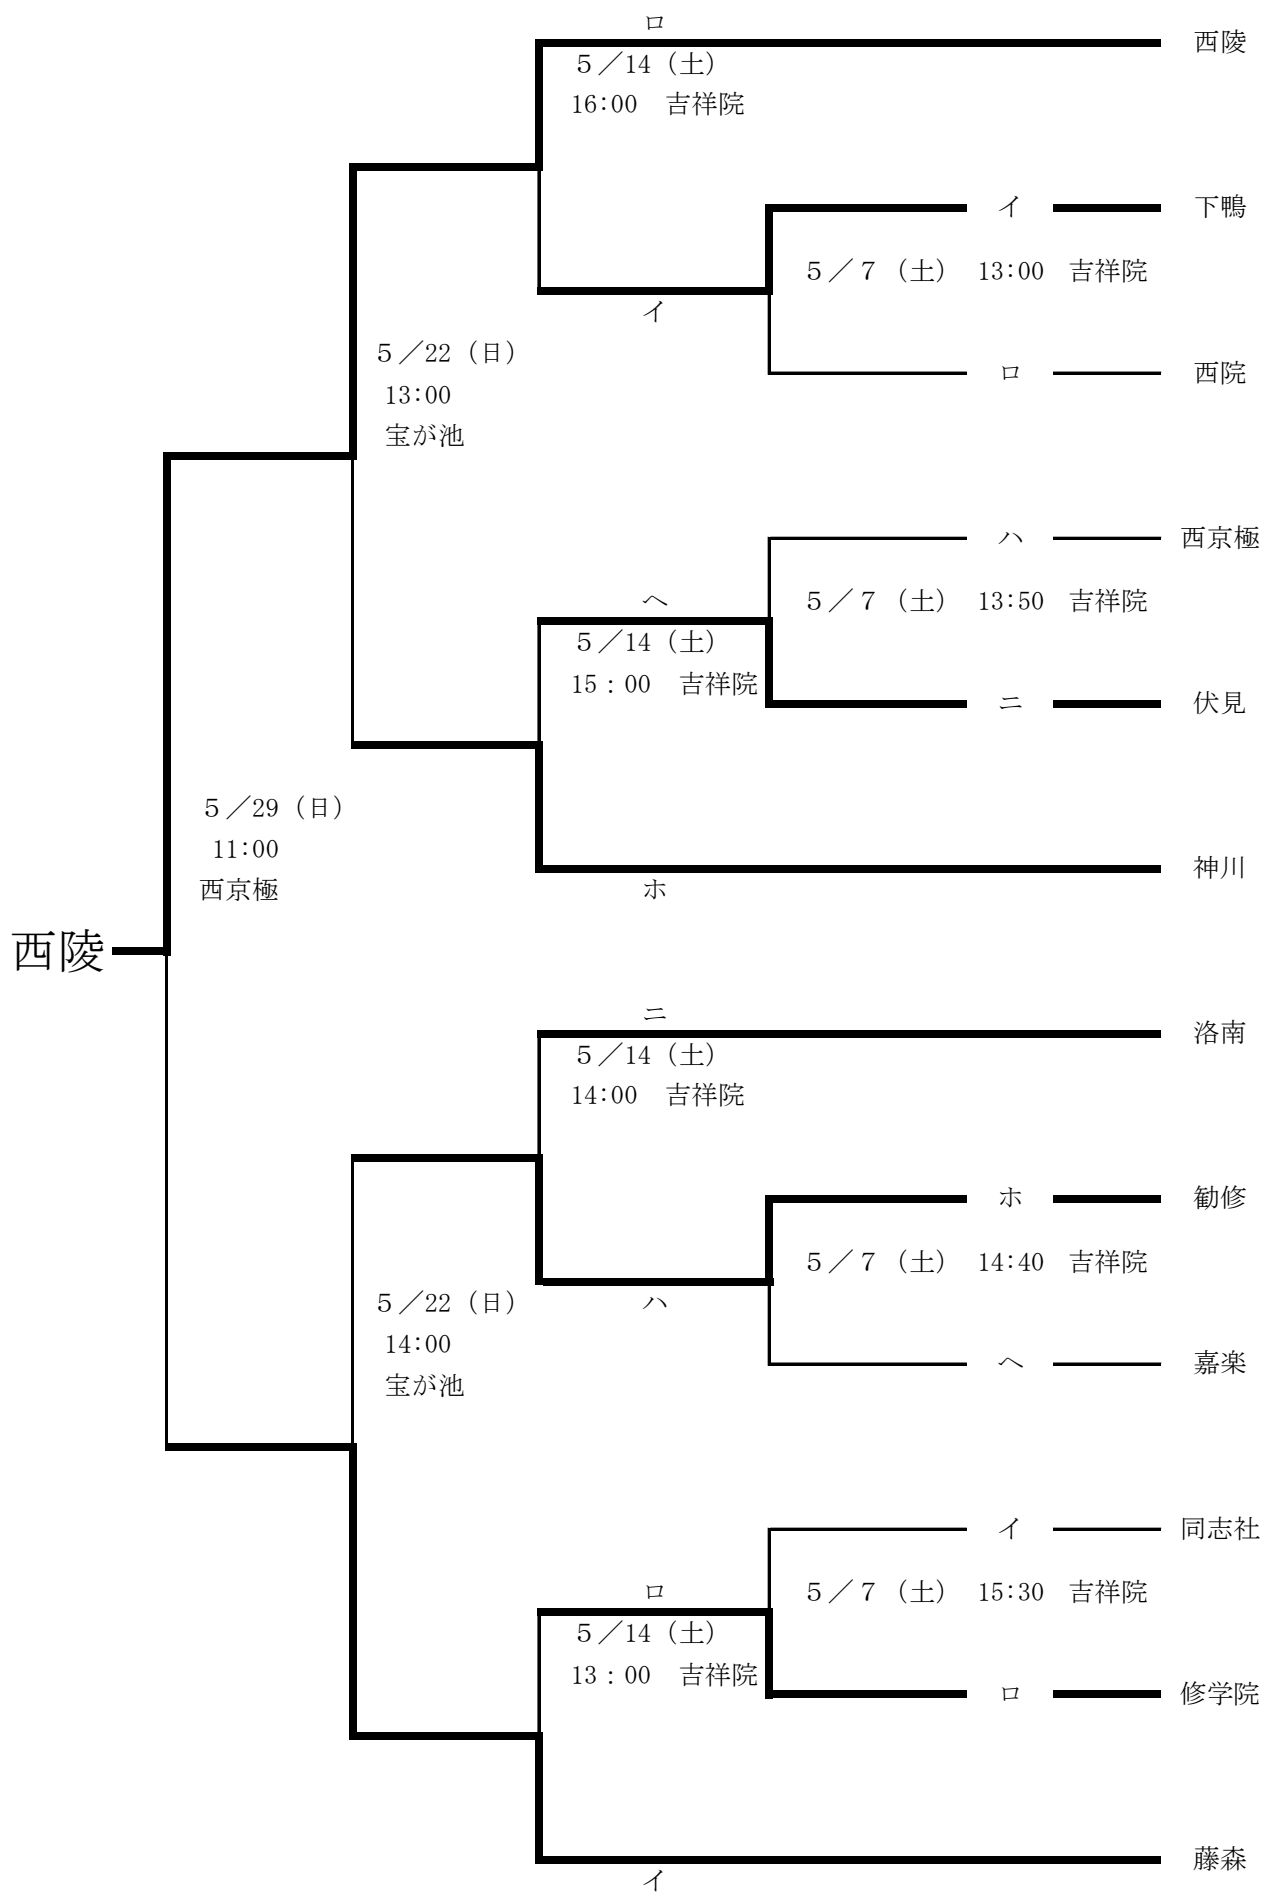 ロ
西陵
５／14（土）
16:00　吉祥院
イ
下鴨
５／７（土）　13:00　吉祥院
イ
５／22（日）
13:00
宝が池
ロ
西院
ハ
西京極
５／７（土）　13:50　吉祥院
ヘ
５／14（土）
15：00　吉祥院
ニ
伏見
５／29（日）
11:00
西京極
神川
ホ
西陵
ニ
洛南
５／14（土）
14:00　吉祥院
ホ
勧修
５／７（土）　14:40　吉祥院
ハ
５／22（日）
14:00
宝が池
ヘ
嘉楽
イ
同志社
５／７（土）　15:30　吉祥院
ロ
５／14（土）
13：00　吉祥院
ロ
修学院
藤森
イ